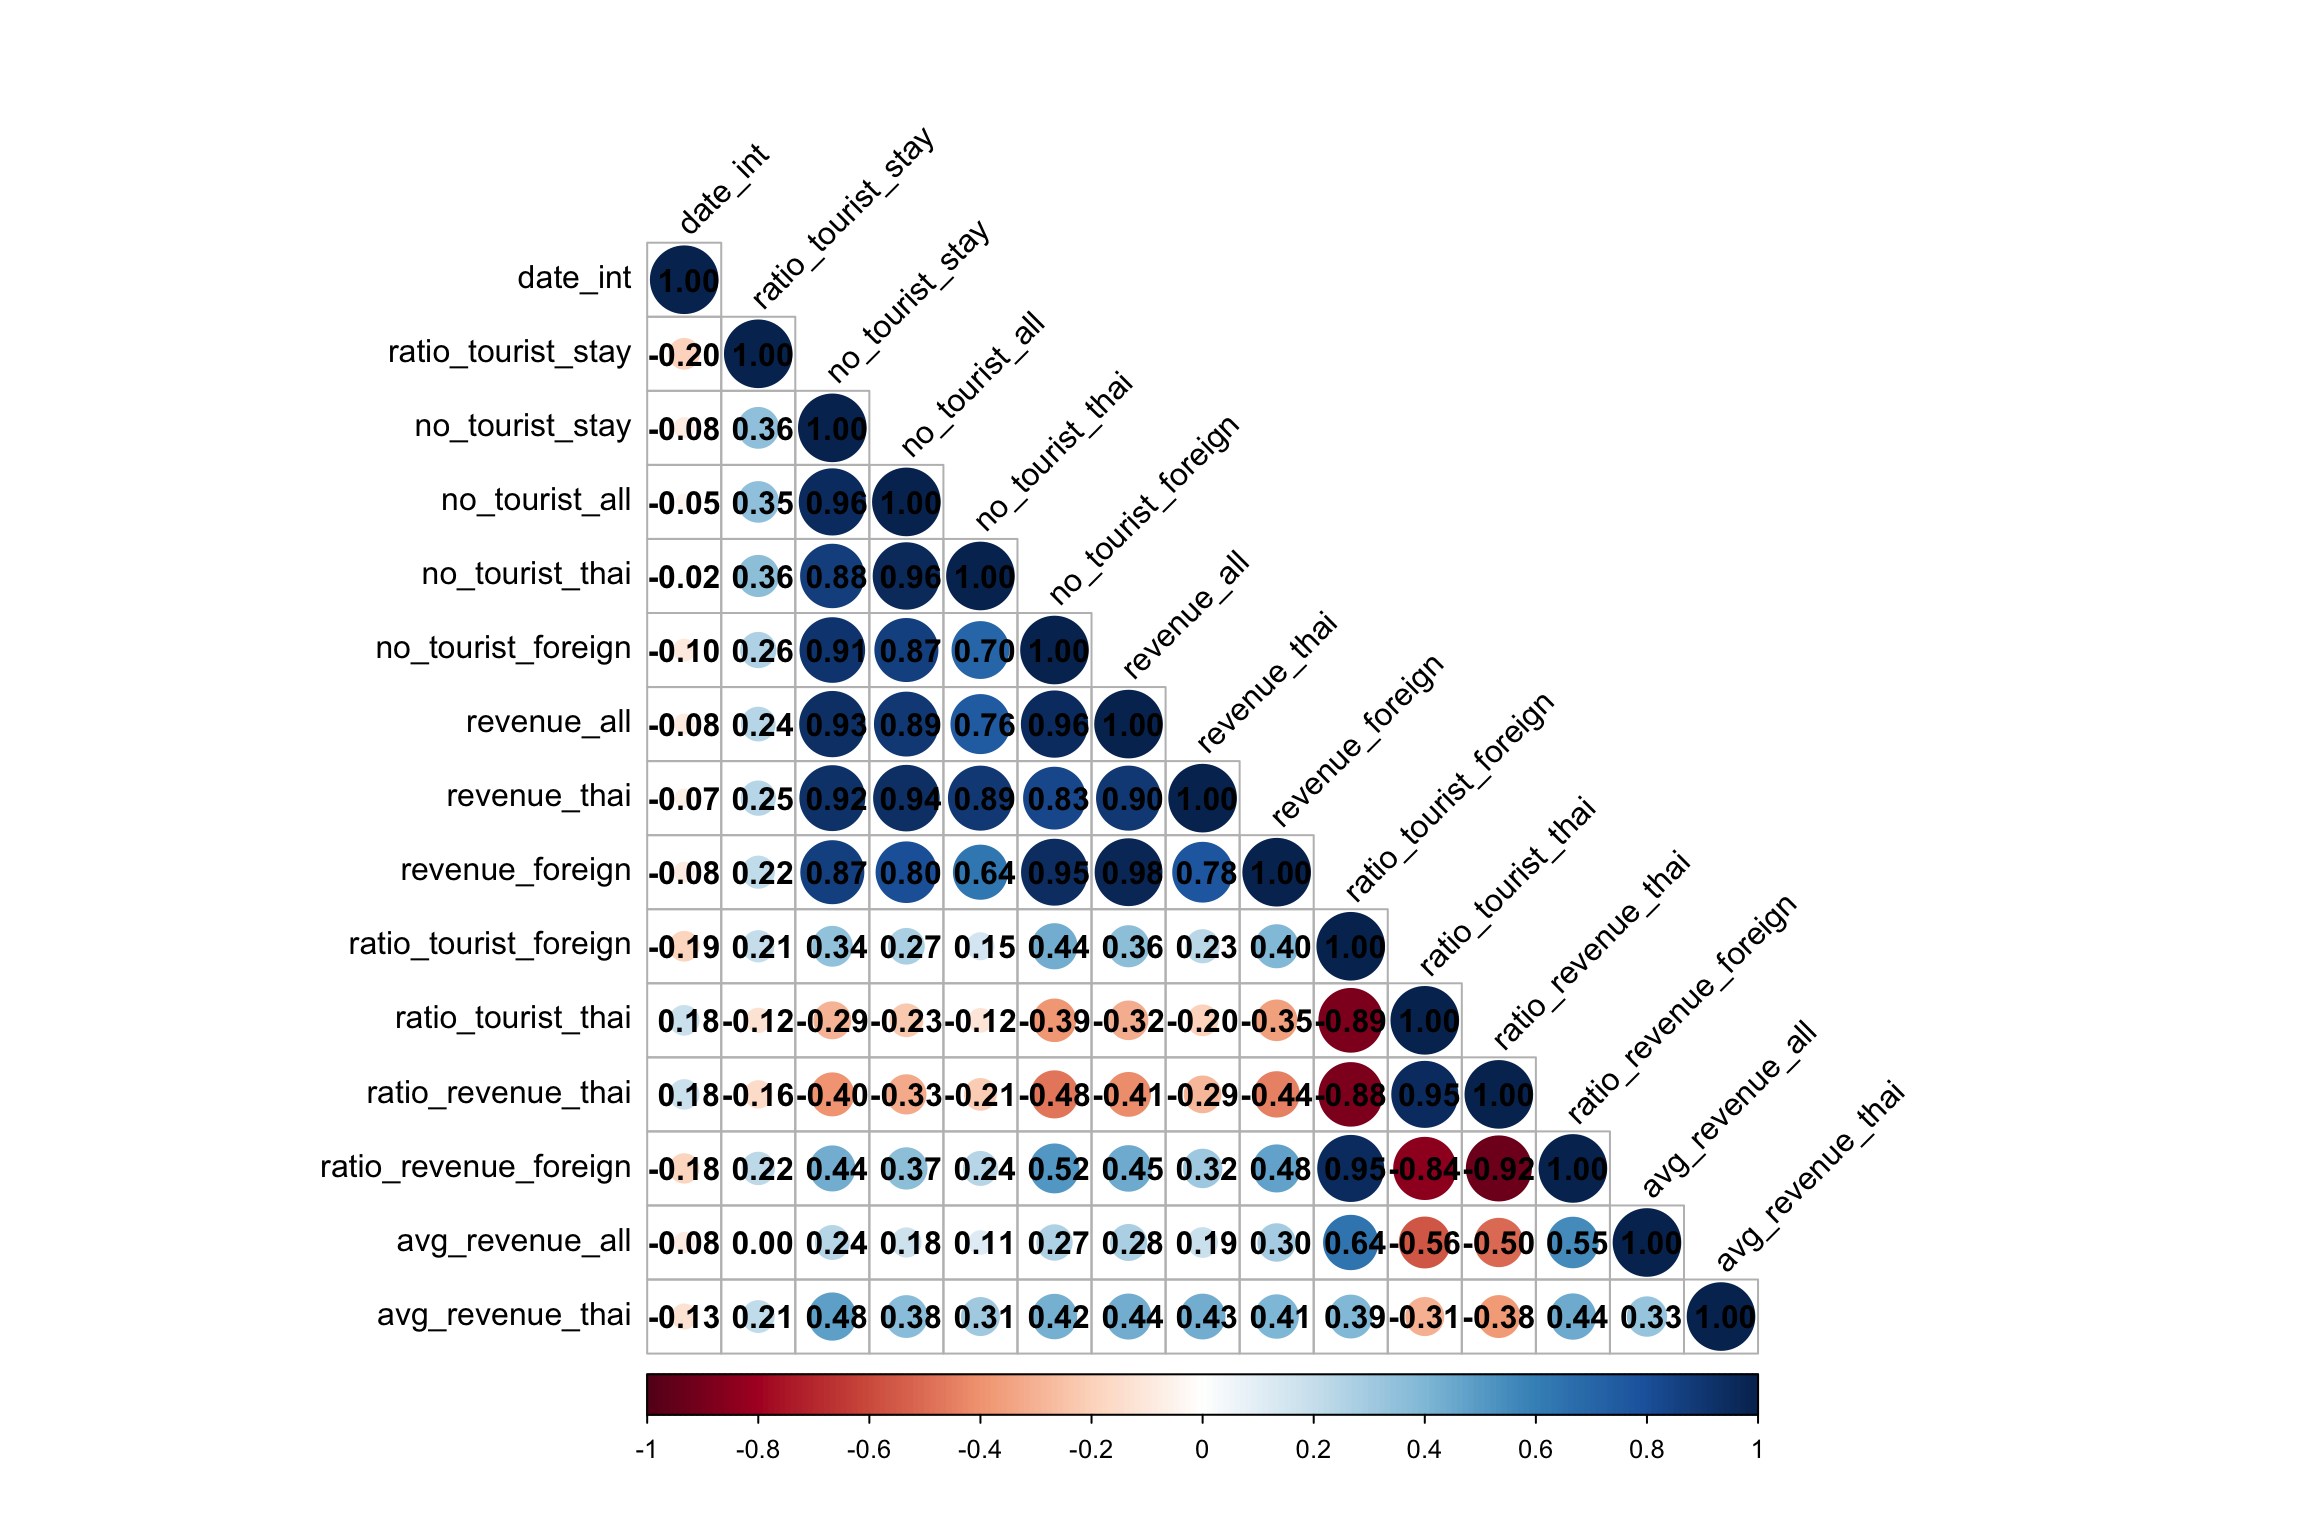 date_int
ratio_tourist_stay
no_tourist_stay
no_tourist_all
no_tourist_thai
no_tourist_foreign
revenue_all
revenue_thai
revenue_foreign
ratio_tourist_foreign
ratio_tourist_thai
ratio_revenue_thai
ratio_revenue_foreign
avg_revenue_all
avg_revenue_thai
date_int 1.00
ratio_tourist_stay -0.20 1.00
no_tourist_stay -0.08 0.36 1.00
no_tourist_all -0.05 0.35 0.96 1.00
no_tourist_thai -0.02 0.36 0.88 0.96 1.00
no_tourist_foreign -0.10 0.26 0.91 0.87 0.70 1.00
revenue_all -0.08 0.24 0.93 0.89 0.76 0.96 1.00
revenue_thai -0.07 0.25 0.92 0.94 0.89 0.83 0.90 1.00
revenue_foreign -0.08 0.22 0.87 0.80 0.64 0.95 0.98 0.78 1.00
ratio_tourist_foreign -0.19 0.21 0.34 0.27 0.15 0.44 0.36 0.23 0.40 1.00
ratio_tourist_thai 0.18 -0.12 -0.29 -0.23 -0.12 -0.39 -0.32 -0.20 -0.35 -0.89 1.00
ratio_revenue_thai 0.18 -0.16 -0.40 -0.33 -0.21 -0.48 -0.41 -0.29 -0.44 -0.88 0.95 1.00
ratio_revenue_foreign -0.18 0.22 0.44 0.37 0.24 0.52 0.45 0.32 0.48 0.95 -0.84 -0.92 1.00
avg_revenue_all -0.08 0.00 0.24 0.18 0.11 0.27 0.28 0.19 0.30 0.64 -0.56 -0.50 0.55 1.00
avg_revenue_thai -0.13 0.21 0.48 0.38 0.31 0.42 0.44 0.43 0.41 0.39 -0.31 -0.38 0.44 0.33 1.00
-1 -0.8 -0.6 -0.4 -0.2 0 0.2 0.4 0.6 0.8 1